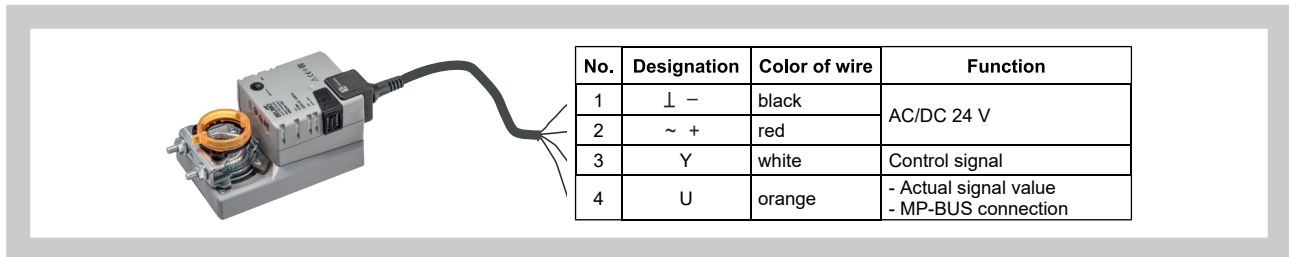 No. Designation Color of wire Function
1 ⊥ − black AC/DC 24 V
2 ~ + red
3 Y white Control signal
4 U orange - Actual signal value
- MP-BUS connection